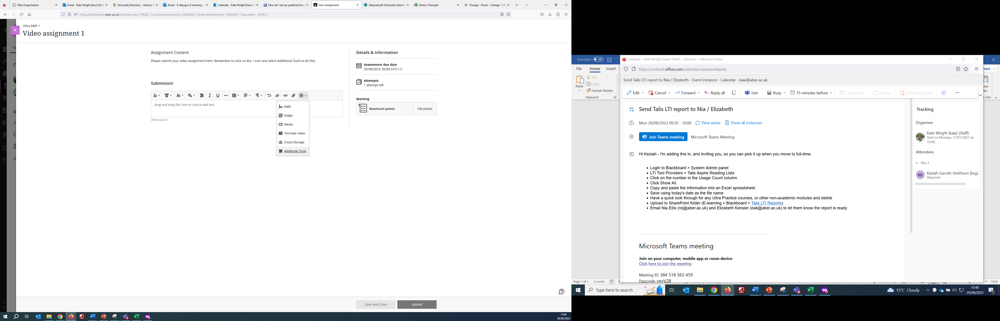 Ultra Organisation
Email - Kate Wright [kaw] (Staff
University Directory : General In
Email - E-ddysgu | E-learning -
Calendar - Kate Wright [kaw] (S
How do I set my preferred lang
View Assignment
Aberystwyth University Intranet
Home : Panopto
Change - Zoom - Change - CA
https://blackboard.aber.ac.uk/ultra/courses/_39262_1/outline/assessment/_2580084_1/overview/attempt/_1565403_1?courseId=_39262_1
Ultra RMP 1
Video assignment 1
Assignment Content
Please submit your video assignment here. Remember to click on the + icon and select Additional Tools to do this.
Submission
Drag and drop files here or click to add text.
Word count 0
Math
Image
Media
YouTube video
Cloud Storage
Additional Tools
Details & Information
Assessment due date
30/08/2023, 00:00 (UTC+1)
Attempts
1 attempt left
Marking
Maximum points
100 points
Save and Close
Submit
15:40
29/08/2023
AutoSave Off
File Home Insert
Paste
Cut
Copy
Format Painter
Clipboard
Page 1 of 1 0 words
100%
Calendar - Kate Wright [kaw] (Staff) - Outlook — Mozilla Firefox
https://outlook.office.com/calendar/view/workweek
Send Talis LTI report to Nia / Elizabeth - Event instance - Calendar - kaw@aber.ac.uk
Edit Cancel Forward Reply all Join Busy 15 minutes before Categorise Private Scheduling poll
Send Talis LTI report to Nia / Elizabeth
Mon 28/08/2023 09:30 - 10:00 View series Show all instances
Join Teams meeting Microsoft Teams Meeting
Hi Keziah - I'm adding this in, and inviting you, so you can pick it up when you move to full-time.
• Login to Blackboard > System Admin panel
• LTI Tool Providers > Talis Aspire Reading Lists
• Click on the number in the Usage Count column
• Click Show All
• Copy and paste the information into an Excel spreadsheet
• Save using today's date as the file name
• Have a quick look through for any Ultra Practice courses, or other non-academic modules and delete
• Upload to SharePoint folder (E-learning > Blackboard > Talis LTI Reports)
• Email Nia Ellis (nrj@aber.ac.uk) and Elizabeth Kensler (eak@aber.ac.uk) to let them know the report is ready
Microsoft Teams meeting
Join on your computer, mobile app or room device
Click here to join the meeting
Meeting ID: 384 518 563 459
Passcode: vevV2B
Tracking
Organiser
Kate Wright [kaw] (Staff)
Sent on Monday, 17/07/2023 at
13:48
Attendees
Yes: 1
KG
Keziah Garratt-Smithson [ksg2
Required
Type here to search
15°C Cloudy
15:40
29/08/2023